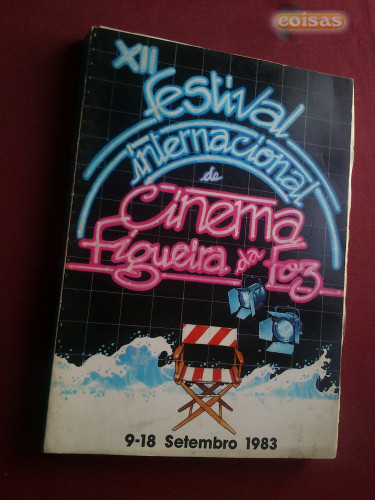 coisas
XII
festival
internacional
de
cinema
Figueira da Foz
9-18 Setembro 1983